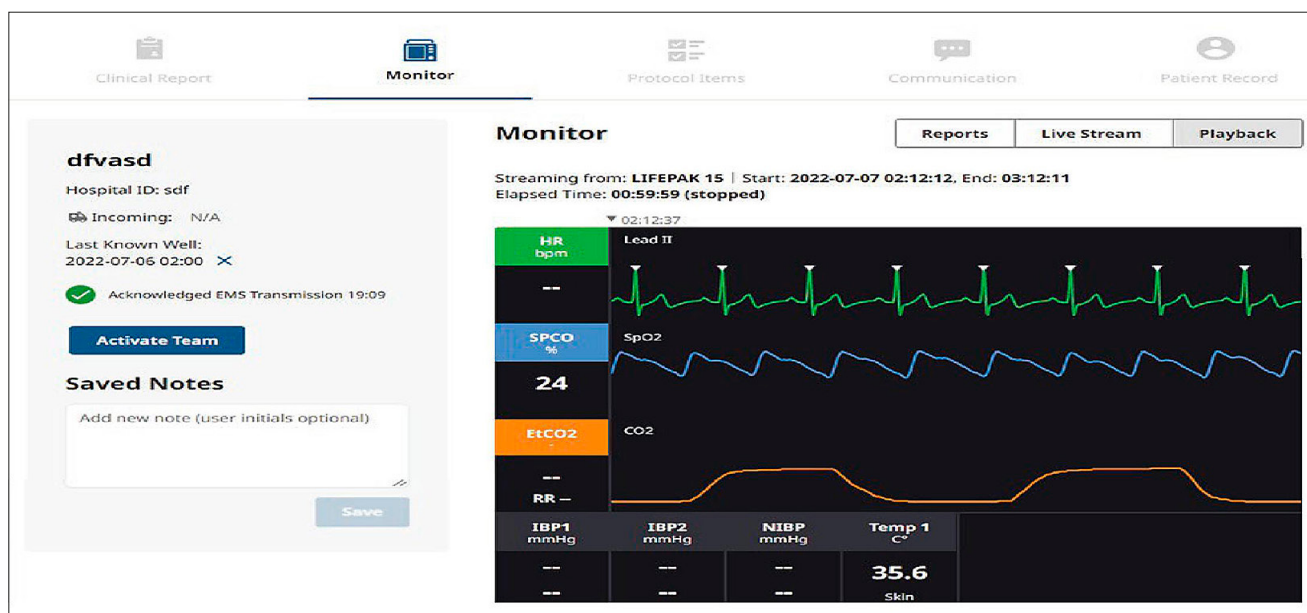 Clinical Report
Monitor
Protocol Items
Communication
Patient Record
dfvasd
Hospital ID: sdf
Incoming: N/A
Last Known Well:
2022-07-06 02:00 ✕
Acknowledged EMS Transmission 19:09
Activate Team
Saved Notes
Add new note (user initials optional)
Save
Monitor
Reports
Live Stream
Playback
Streaming from: LIFEPAK 15 | Start: 2022-07-07 02:12:12, End: 03:12:11
Elapsed Time: 00:59:59 (stopped)
▼ 02:12:37
HR
bpm
--
Lead II
SPCO
%
24
SpO2
EtCO2
-
--
RR --
CO2
IBP1
mmHg
--
--
IBP2
mmHg
--
--
NIBP
mmHg
--
--
Temp 1
C°
35.6
Skin